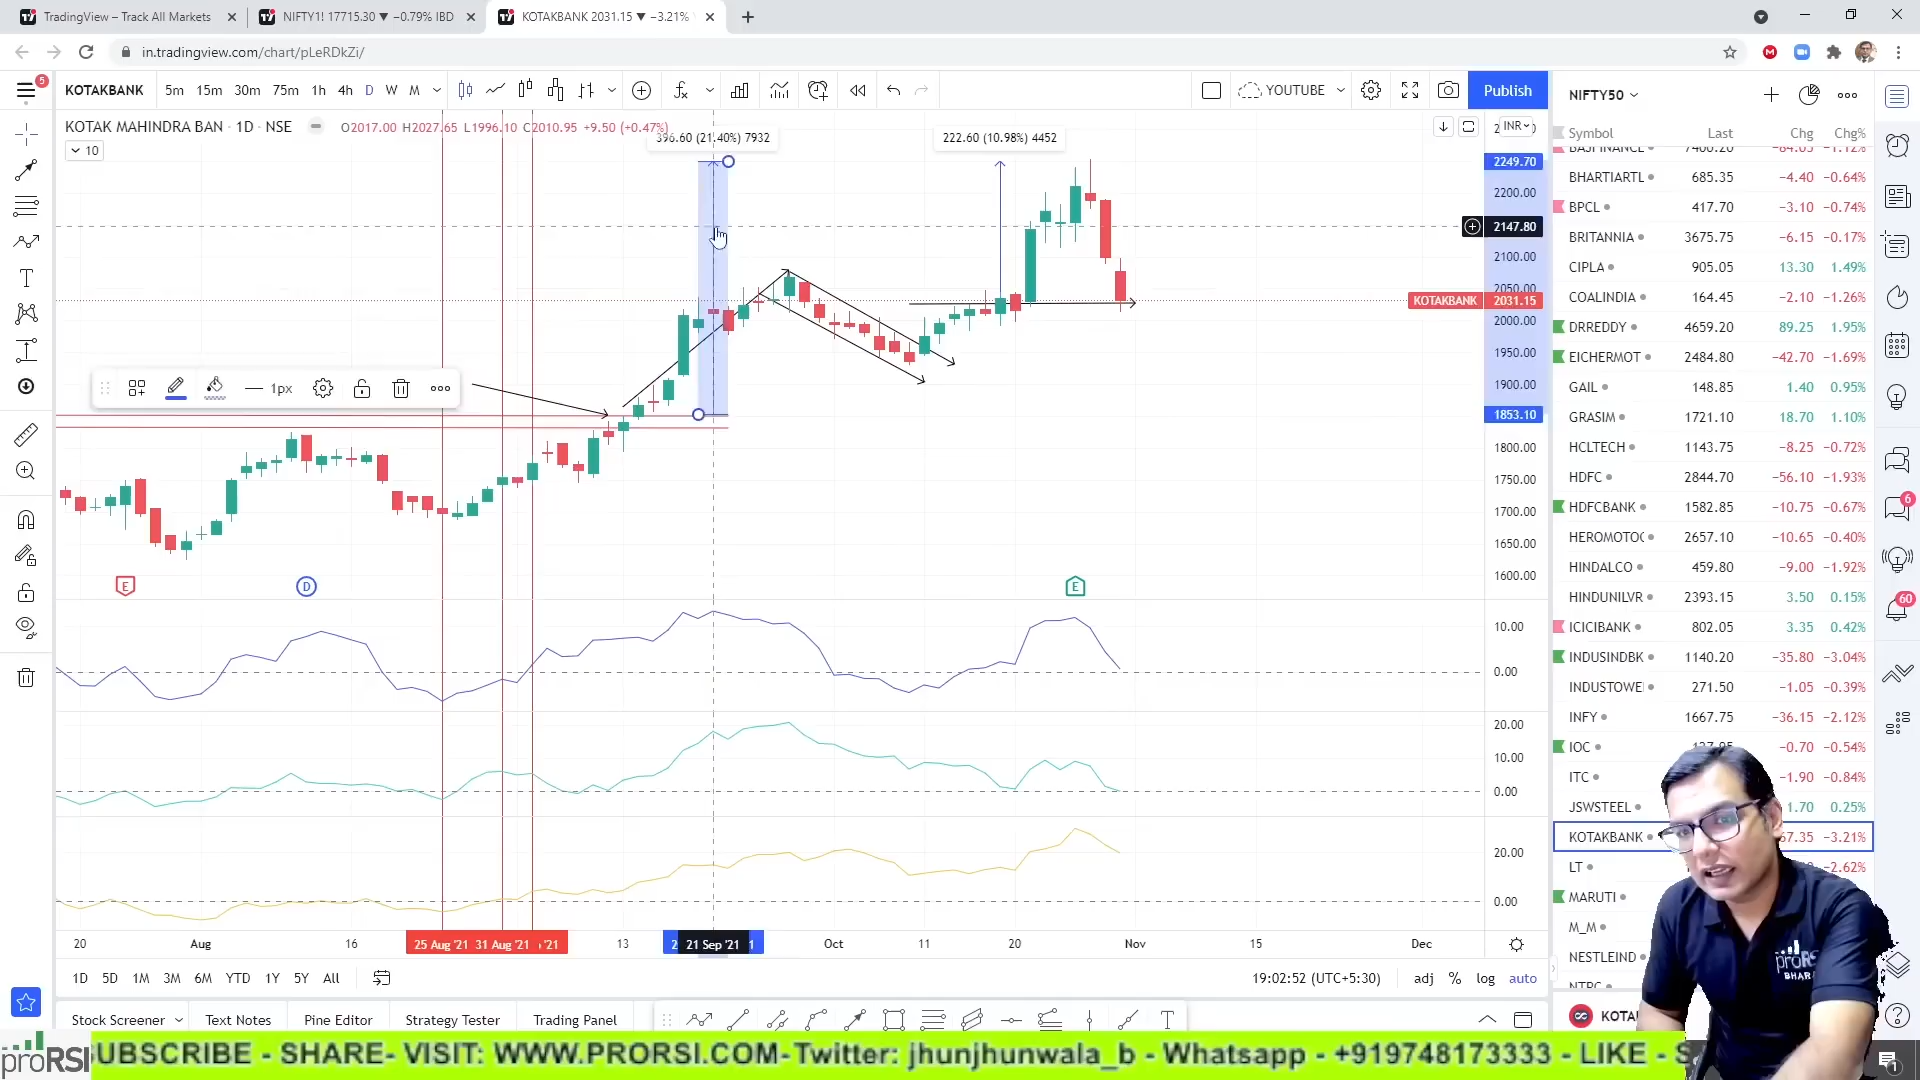 TradingView – Track All Markets
NIFTY1! 17715.30 ▼ −0.79% IBD
KOTAKBANK 2031.15 ▼ −3.21%
in.tradingview.com/chart/pLeRDkZi/
5
KOTAKBANK 5m 15m 30m 75m 1h 4h D W M
YOUTUBE
Publish
KOTAK MAHINDRA BAN · 1D · NSE
O2017.00 H2027.65 L1996.10 C2010.95 +9.50 (+0.47%)
10
396.60 (21.40%) 7932
222.60 (10.98%) 4452
INR
2249.70
2200.00
2147.80
2100.00
2050.00
KOTAKBANK 2031.15
2000.00
1950.00
1900.00
1853.10
1800.00
1750.00
1700.00
1650.00
1600.00
1px
E
D
E
10.00
0.00
20.00
10.00
0.00
20.00
0.00
20
Aug
16
25 Aug '21
31 Aug '21
'21
13
21 Sep '21
Oct
11
20
Nov
15
Dec
1D 5D 1M 3M 6M YTD 1Y 5Y All
19:02:52 (UTC+5:30)
adj % log auto
Stock Screener
Text Notes
Pine Editor
Strategy Tester
Trading Panel
NIFTY50
Symbol Last Chg Chg%
BAJFINANCE 7400.20 −84.05 −1.12%
BHARTIARTL 685.35 −4.40 −0.64%
BPCL 417.70 −3.10 −0.74%
BRITANNIA 3675.75 −6.15 −0.17%
CIPLA 905.05 13.30 1.49%
COALINDIA 164.45 −2.10 −1.26%
DRREDDY 4659.20 89.25 1.95%
EICHERMOT 2484.80 −42.70 −1.69%
GAIL 148.85 1.40 0.95%
GRASIM 1721.10 18.70 1.10%
HCLTECH 1143.75 −8.25 −0.72%
HDFC 2844.70 −56.10 −1.93%
HDFCBANK 1582.85 −10.75 −0.67%
HEROMOTOC 2657.10 −10.65 −0.40%
HINDALCO 459.80 −9.00 −1.92%
HINDUNILVR 2393.15 3.50 0.15%
ICICIBANK 802.05 3.35 0.42%
INDUSINDBK 1140.20 −35.80 −3.04%
INDUSTOWE 271.50 −1.05 −0.39%
INFY 1667.75 −36.15 −2.12%
IOC −0.70 −0.54%
ITC −1.90 −0.84%
JSWSTEEL 1.70 0.25%
KOTAKBANK 67.35 −3.21%
LT −2.62%
MARUTI
M_M
NESTLEIND
NTPC
KOTA
6
60
1
proRSI
BHAR
proRSI
UBSCRIBE - SHARE- VISIT: WWW.PRORSI.COM-Twitter: jhunjhunwala_b - Whatsapp - +919748173333 - LIKE - S